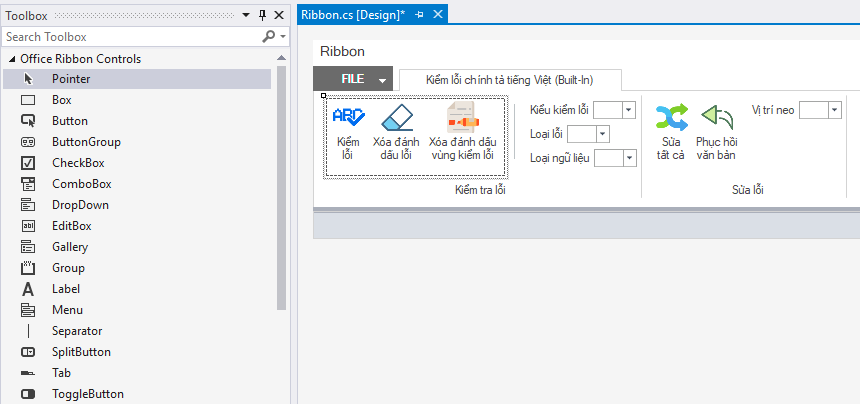 Toolbox
Search Toolbox
Office Ribbon Controls
Pointer
Box
Button
ButtonGroup
CheckBox
ComboBox
DropDown
EditBox
Gallery
Group
Label
Menu
Separator
SplitButton
Tab
ToggleButton
Ribbon.cs [Design]*
Ribbon
FILE
Kiểm lỗi chính tả tiếng Việt (Built-In)
ABC
Kiểm
lỗi
Xóa đánh
dấu lỗi
Xóa đánh dấu
vùng kiểm lỗi
Kiểu kiểm lỗi
Loại lỗi
Loại ngữ liệu
Kiểm tra lỗi
Sửa
tất cả
Phục hồi
văn bản
Vị trí neo
Sửa lỗi